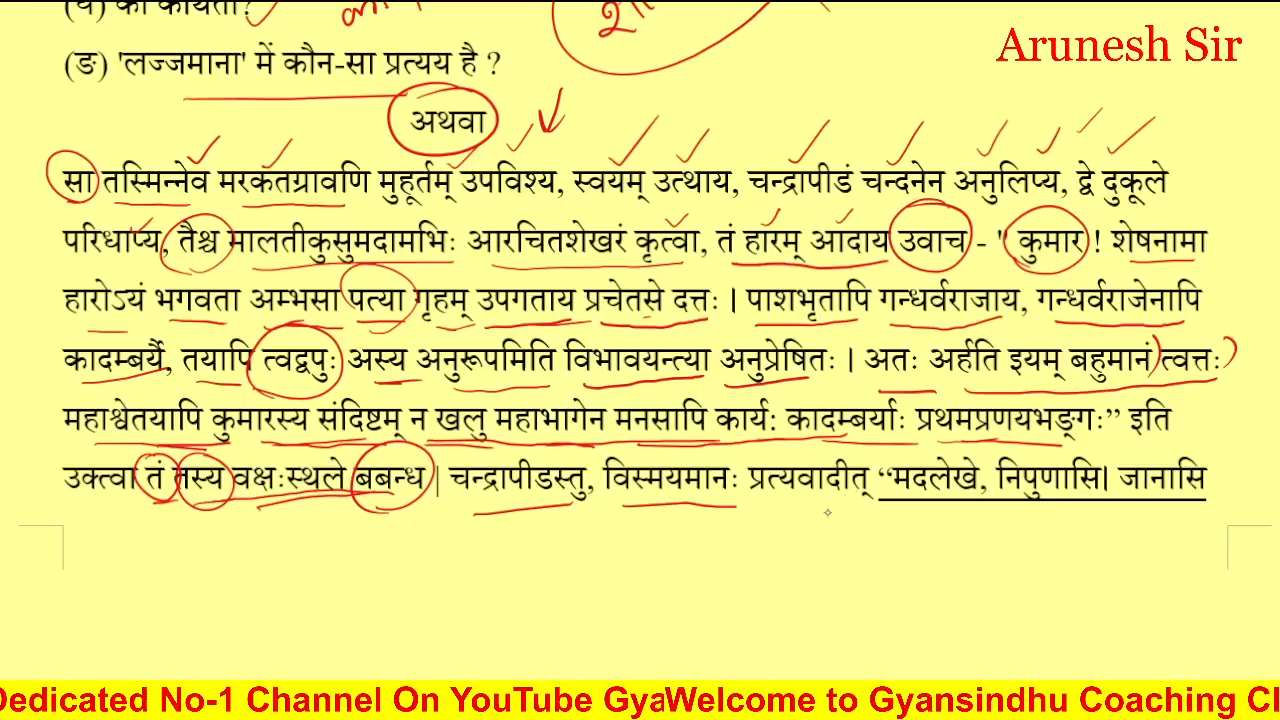 (घ) का कीयती?
Arunesh Sir
(ङ) 'लज्जमाना' में कौन-सा प्रत्यय है ?
अथवा
सा तस्मिन्नेव मरकतग्रावणि मुहूर्तम् उपविश्य, स्वयम् उत्थाय, चन्द्रापीडं चन्दनेन अनुलिप्य, द्वे दुकूले
परिधाप्य, तैश्च मालतीकुसुमदामभिः आरचितशेखरं कृत्वा, तं हारम् आदाय उवाच - " कुमार ! शेषनामा
हारोऽयं भगवता अम्भसा पत्या गृहम् उपगताय प्रचेतसे दत्तः । पाशभृतापि गन्धर्वराजाय, गन्धर्वराजेनापि
कादम्बर्यै, तयापि त्वद्वपुः अस्य अनुरूपमिति विभावयन्त्या अनुप्रेषितः । अतः अर्हति इयम् बहुमानं त्वत्तः
महाश्वेतयापि कुमारस्य संदिष्टम् न खलु महाभागेन मनसापि कार्य: कादम्बर्याः प्रथमप्रणयभङ्गः” इति
उक्त्वा तं तस्य वक्षःस्थले बबन्ध | चन्द्रापीडस्तु, विस्मयमानः प्रत्यवादीत् “मदलेखे, निपुणासि। जानासि
Dedicated No-1 Channel On YouTube GyaWelcome to Gyansindhu Coaching Cl